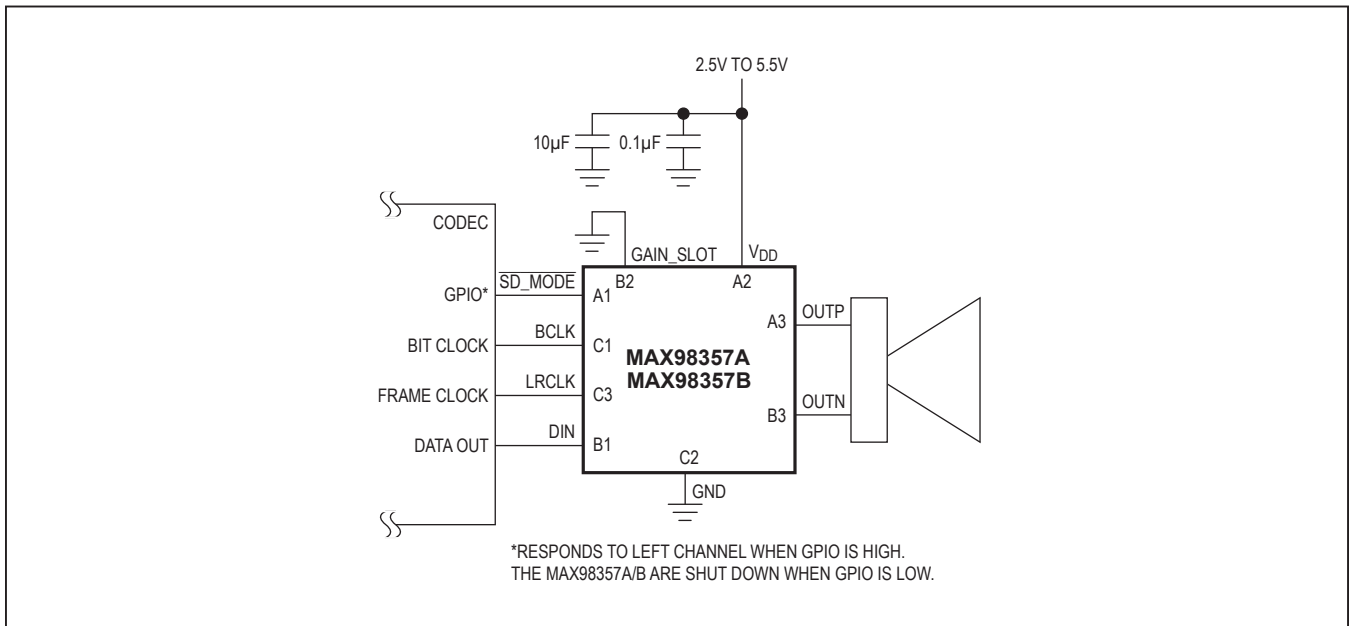 2.5V TO 5.5V
10µF
0.1µF
CODEC
GAIN_SLOT
VDD
B2
A2
GPIO*
SD_MODE
A1
A3
OUTP
BIT CLOCK
BCLK
C1
MAX98357A
MAX98357B
FRAME CLOCK
LRCLK
C3
B3
OUTN
DATA OUT
DIN
B1
C2
GND
*RESPONDS TO LEFT CHANNEL WHEN GPIO IS HIGH.
THE MAX98357A/B ARE SHUT DOWN WHEN GPIO IS LOW.